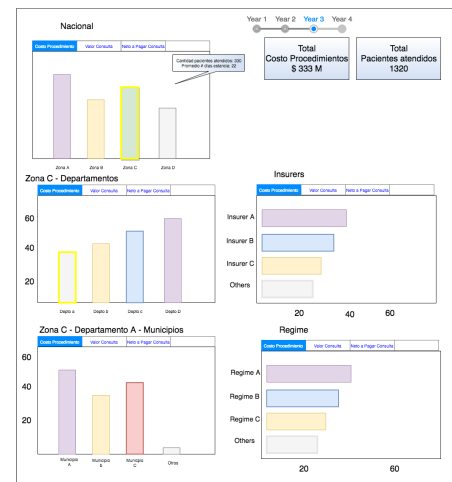 Nacional
Year 1 Year 2 Year 3 Year 4
Costo Procedimiento Valor Consulta Neto a Pagar Consulta
Cantidad pacientes atendidos: 330
Promedio # días estancia: 22
Total
Costo Procedimientos
$ 333 M
Total
Pacientes atendidos
1320
Zona A Zona B Zona C Zona D
Zona C - Departamentos
Costo Procedimiento Valor Consulta Neto a Pagar Consulta
60
40
20
Depto a Depto b Depto c Depto D
Insurers
Costo Procedimiento Valor Consulta Neto a Pagar Consulta
Insurer A
Insurer B
Insurer C
Others
20 40 60
Zona C - Departamento A - Municipios
Costo Procedimiento Valor Consulta Neto a Pagar Consulta
60
40
20
Municipio
A
Municipio
b
Municipio
C
Otros
Regime
Costo Procedimiento Valor Consulta Neto a Pagar Consulta
Regime A
Regime B
Regime C
Others
20 60